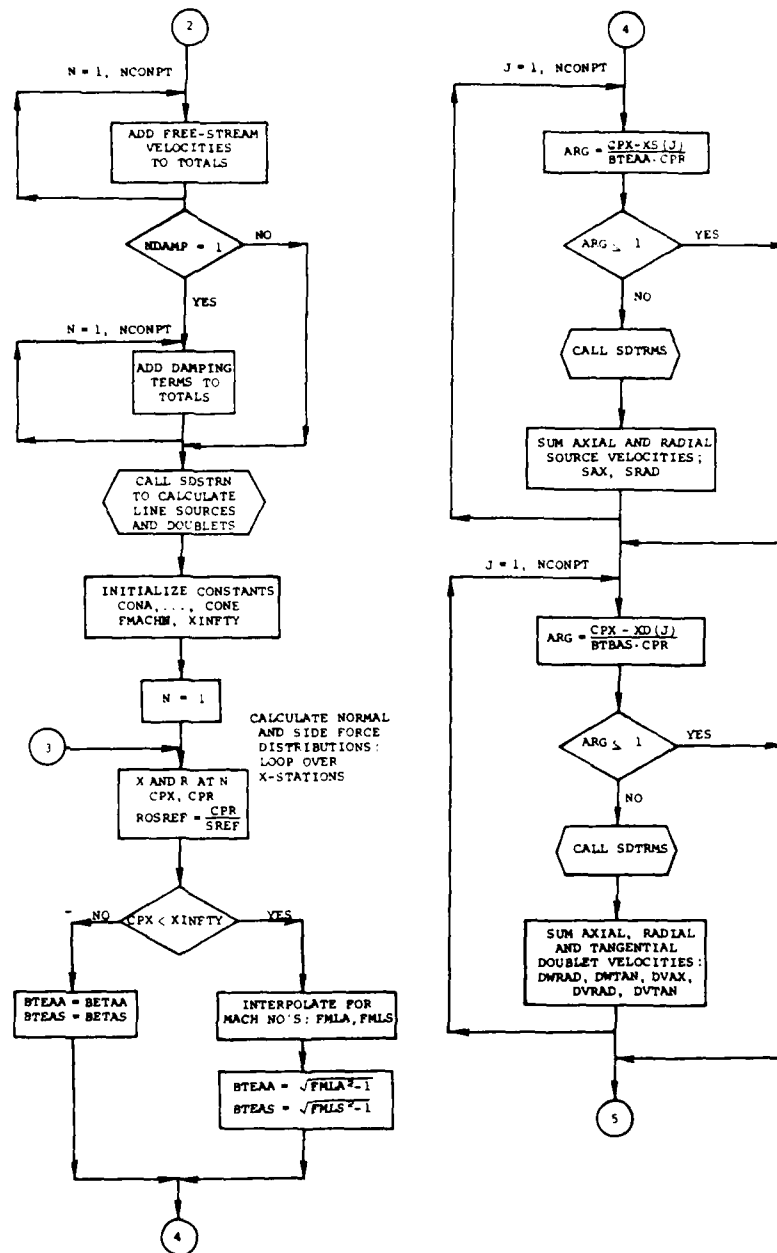 2
N = 1, NCONPT
ADD FREE-STREAM
VELOCITIES
TO TOTALS
NDAMP = 1
NO
YES
N = 1, NCONPT
ADD DAMPING
TERMS TO
TOTALS
CALL SDSTRN
TO CALCULATE
LINE SOURCES
AND DOUBLETS
INITIALIZE CONSTANTS
CONA,..., CONE
FMACHN, XINFTY
N = 1
3
CALCULATE NORMAL
AND SIDE FORCE
DISTRIBUTIONS:
LOOP OVER
X-STATIONS
X AND R AT N
CPX, CPR
ROSREF = CPR/SREF
NO
CPX < XINFTY
YES
BTEAA = BETAA
BTEAS = BETAS
INTERPOLATE FOR
MACH NO'S: FMLA, FMLS
BTEAA = √FMLA²-1
BTEAS = √FMLS²-1
4
4
J = 1, NCONPT
ARG = CPX-XS(J)/BTEAA·CPR
ARG ≤ 1
YES
NO
CALL SDTRMS
SUM AXIAL AND RADIAL
SOURCE VELOCITIES;
SAX, SRAD
J = 1, NCONPT
ARG = CPX - XD(J)/BTBAS·CPR
ARG ≤ 1
YES
NO
CALL SDTRMS
SUM AXIAL, RADIAL
AND TANGENTIAL
DOUBLET VELOCITIES:
DWRAD, DWTAN, DVAX,
DVRAD, DVTAN
5